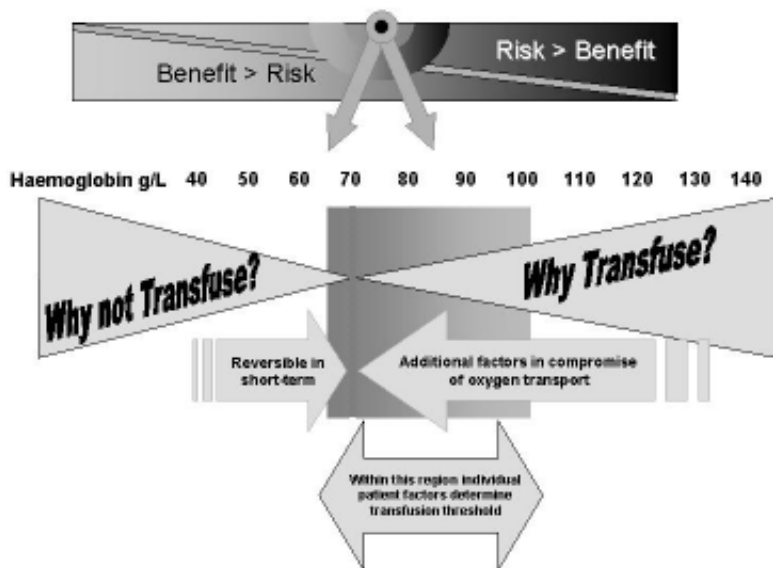 Risk > Benefit
Benefit > Risk
Haemoglobin g/L 40 50 60 70 80 90 100 110 120 130 140
Why not Transfuse?
Why Transfuse?
Reversible in
short-term
Additional factors in compromise
of oxygen transport
Within this region individual
patient factors determine
transfusion threshold